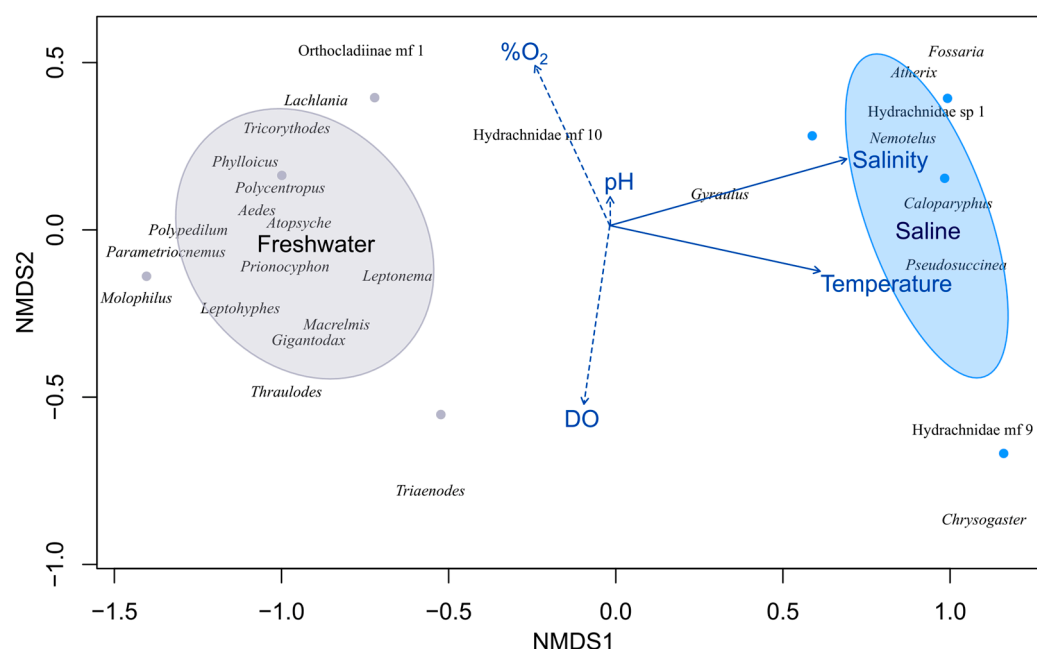 Orthocladiinae mf 1
%O2
Fossaria
Atherix
Lachlania
Hydrachnidae sp 1
Tricorythodes
Hydrachnidae mf 10
Nemotelus
Phylloicus
Salinity
Polycentropus
pH
Gyraulus
Aedes
Atopsyche
Caloparyphus
Polypedilum
Freshwater
Saline
Parametriocnemus
Prionocyphon
Leptonema
Pseudosuccinea
Molophilus
Temperature
Leptohyphes
Macrelmis
Gigantodax
Thraulodes
DO
Hydrachnidae mf 9
Triaenodes
Chrysogaster
NMDS2
0.5
0.0
−0.5
−1.0
−1.5
−1.0
−0.5
0.0
0.5
1.0
NMDS1